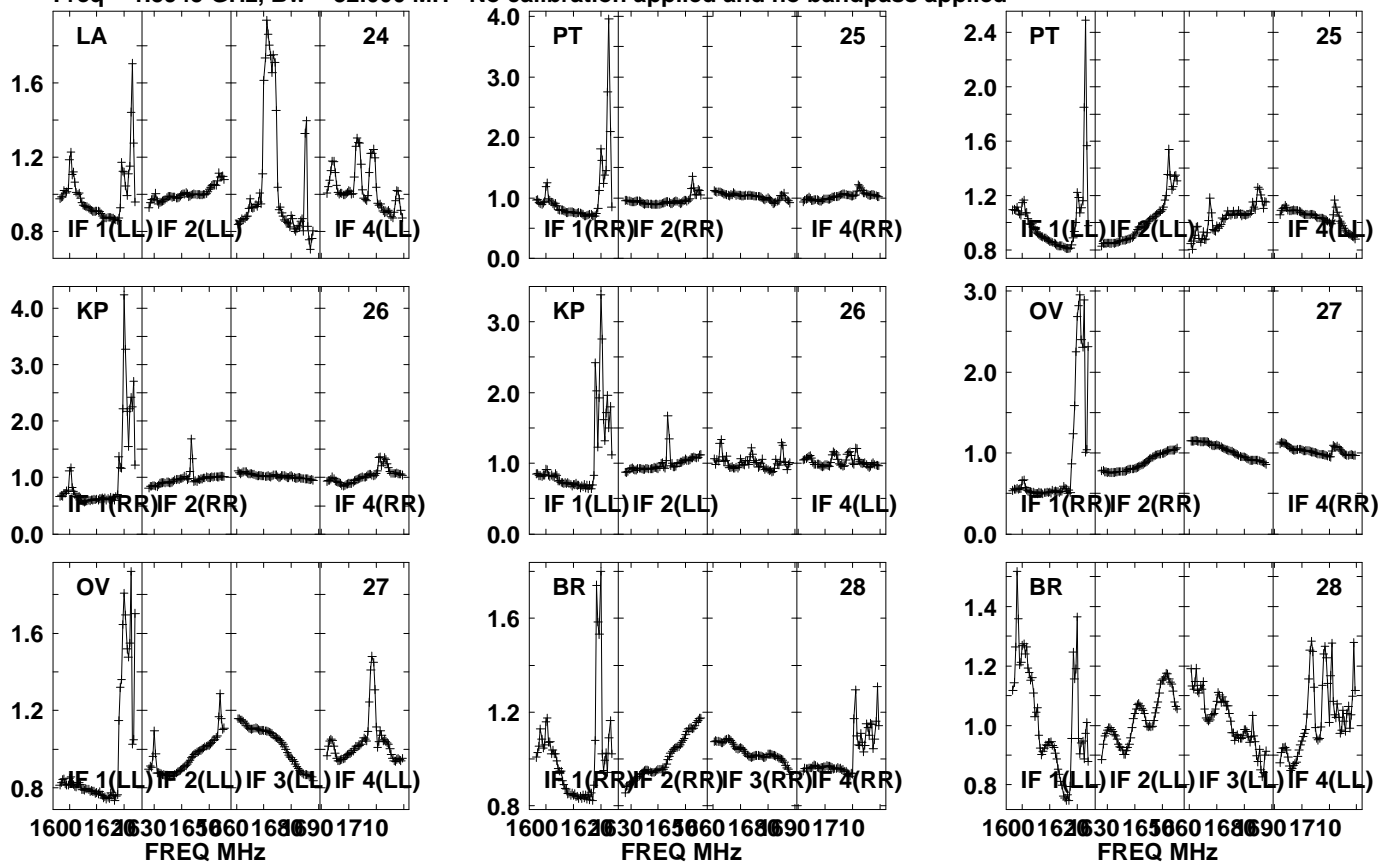 No calibration applied and no bandpass applied
LA 24
1.6
1.2
0.8
IF 1(LL) IF 2(LL) IF 4(LL)
PT 25
4.0
3.0
2.0
1.0
0.0
IF 1(RR) IF 2(RR) IF 4(RR)
PT 25
2.4
2.0
1.6
1.2
0.8
IF 1(LL) IF 2(LL) IF 4(LL)
KP 26
4.0
3.0
2.0
1.0
0.0
IF 1(RR) IF 2(RR) IF 4(RR)
KP 26
3.0
2.0
1.0
0.0
IF 1(LL) IF 2(LL) IF 4(LL)
OV 27
3.0
2.0
1.0
0.0
IF 1(RR) IF 2(RR) IF 4(RR)
OV 27
1.6
1.2
0.8
IF 1(LL) IF 2(LL) IF 3(LL) IF 4(LL)
1600 1620 1630 1650 1660 1680 1690 1710
FREQ MHz
BR 28
1.6
1.2
0.8
IF 1(RR) IF 2(RR) IF 3(RR) IF 4(RR)
1600 1620 1630 1650 1660 1680 1690 1710
BR 28
1.4
1.2
1.0
0.8
IF 1(LL) IF 2(LL) IF 3(LL) IF 4(LL)
1600 1620 1630 1650 1660 1680 1690 1710
FREQ MHz